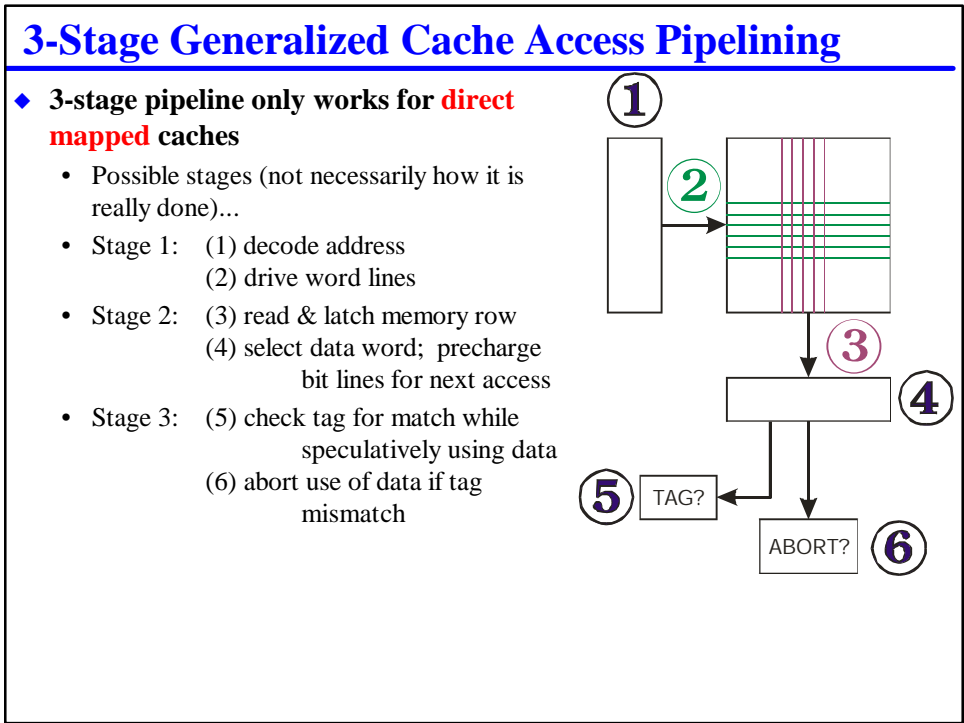 3-Stage Generalized Cache Access Pipelining
◆ 3-stage pipeline only works for direct
mapped caches
• Possible stages (not necessarily how it is
really done)...
• Stage 1: (1) decode address
(2) drive word lines
• Stage 2: (3) read & latch memory row
(4) select data word; precharge
bit lines for next access
• Stage 3: (5) check tag for match while
speculatively using data
(6) abort use of data if tag
mismatch
1
2
3
4
5
TAG?
ABORT?
6